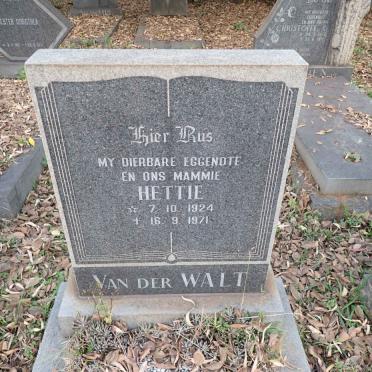 Hier Rus
MY DIERBARE EGGENOTE
EN ONS MAMMIE
HETTIE
☆ 7. 10. 1924
✝ 16. 9. 1971
VAN DER WALT